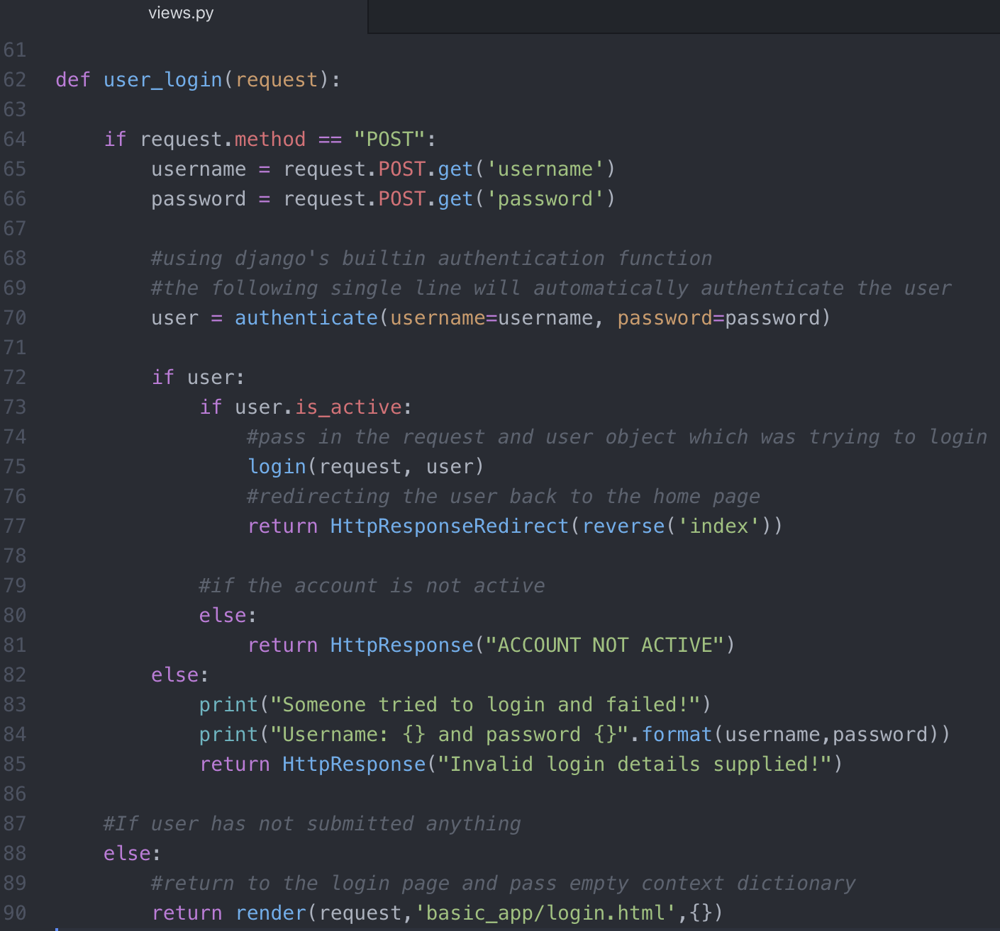 views.py
61
62 def user_login(request):
63
64 if request.method == "POST":
65 username = request.POST.get('username')
66 password = request.POST.get('password')
67
68 #using django's builtin authentication function
69 #the following single line will automatically authenticate the user
70 user = authenticate(username=username, password=password)
71
72 if user:
73 if user.is_active:
74 #pass in the request and user object which was trying to login
75 login(request, user)
76 #redirecting the user back to the home page
77 return HttpResponseRedirect(reverse('index'))
78
79 #if the account is not active
80 else:
81 return HttpResponse("ACCOUNT NOT ACTIVE")
82 else:
83 print("Someone tried to login and failed!")
84 print("Username: {} and password {}".format(username,password))
85 return HttpResponse("Invalid login details supplied!")
86
87 #If user has not submitted anything
88 else:
89 #return to the login page and pass empty context dictionary
90 return render(request,'basic_app/login.html',{})